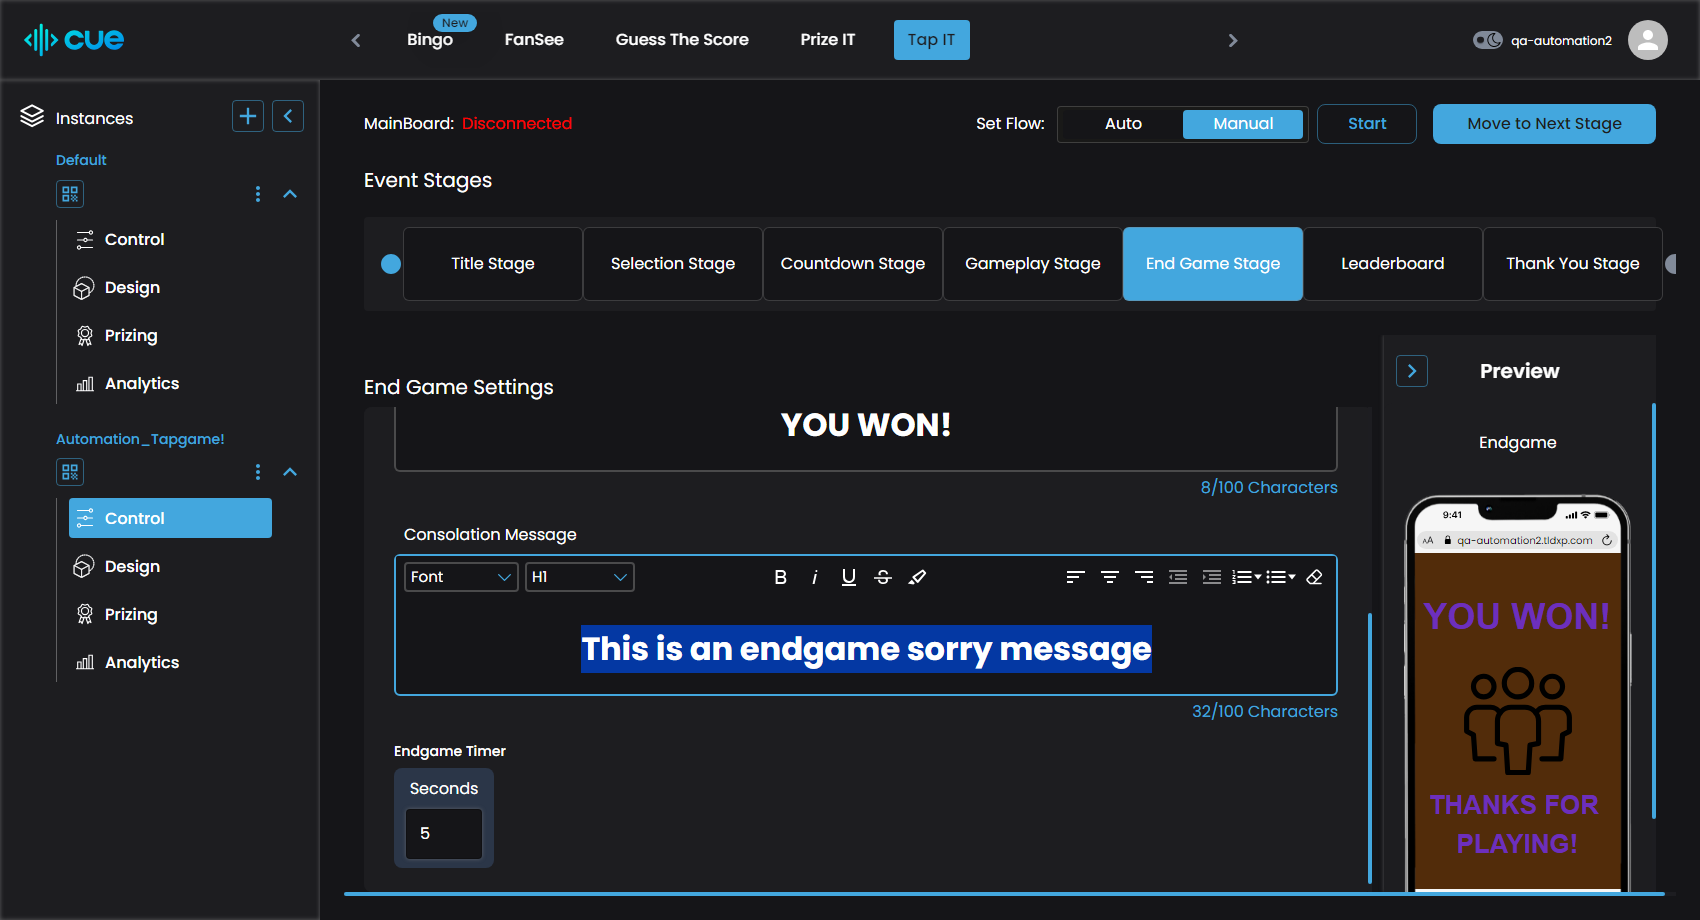 cue
New
Bingo
FanSee
Guess The Score
Prize IT
Tap IT
qa-automation2
Instances
Default
Control
Design
Prizing
Analytics
Automation_Tapgame!
Control
Design
Prizing
Analytics
MainBoard: Disconnected
Set Flow:
Auto
Manual
Start
Move to Next Stage
Event Stages
Title Stage
Selection Stage
Countdown Stage
Gameplay Stage
End Game Stage
Leaderboard
Thank You Stage
End Game Settings
YOU WON!
8/100 Characters
Consolation Message
Font
H1
B
i
U
S
This is an endgame sorry message
32/100 Characters
Endgame Timer
Seconds
5
Preview
Endgame
9:41
AA
qa-automation2.tldxp.com
YOU WON!
THANKS FOR
PLAYING!